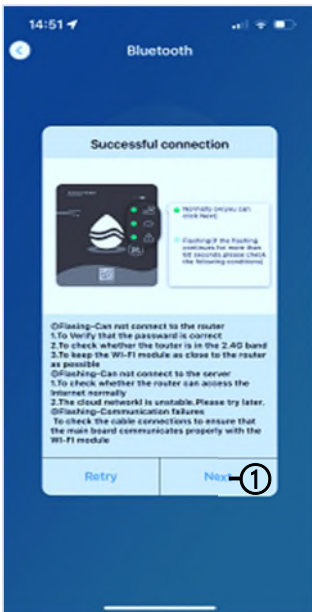 14:51
Bluetooth
Successful connection
Normally on(you can
click Next)
Flashing(if the flashing
continues for more than
60 seconds,please check
the following conditions)
①Flasing-Can not connect to the router
1.To Verify that the password is correct
2.To check whether the router is in the 2.4G band
3.To keep the Wi-Fi module as close to the router
as possible
②Flashing-Can not connect to the server
1.To check whether the router can access the
Internet normally
2.The cloud networkI is unstable.Please try later.
③Flashing-Communication failures
To check the cable connections to ensure that
the main board communicates properly with the
Wi-Fi module
Retry
Next
1